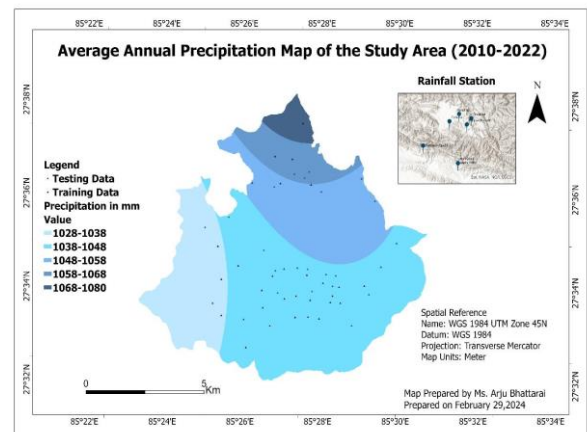 85°22'E 85°24'E 85°26'E 85°28'E 85°30'E 85°32'E 85°34'E
Average Annual Precipitation Map of the Study Area (2010-2022)
Rainfall Station
N
27°38'N
27°38'N
Legend
Testing Data
Training Data
Precipitation in mm
Value
1028-1038
1038-1048
1048-1058
1058-1068
1068-1080
27°36'N
27°36'N
27°34'N
27°34'N
Spatial Reference
Name: WGS 1984 UTM Zone 45N
Datum: WGS 1984
Projection: Transverse Mercator
Map Units: Meter
27°32'N
27°32'N
0 5
Km
Map Prepared by Ms. Arju Bhattarai
Prepared on February 29,2024
85°22'E 85°24'E 85°26'E 85°28'E 85°30'E 85°32'E 85°34'E